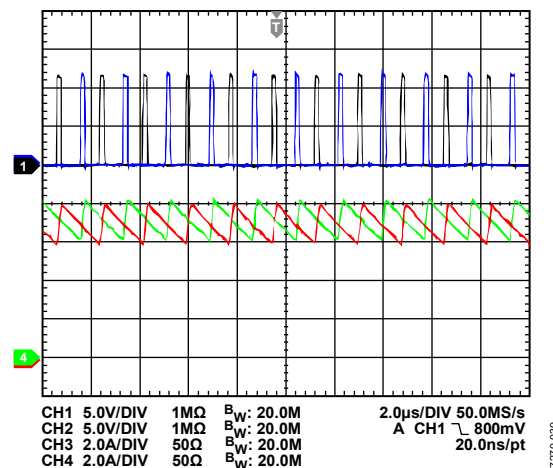 T
1
4
CH1 5.0V/DIV 1MΩ BW: 20.0M 2.0µs/DIV 50.0MS/s
CH2 5.0V/DIV 1MΩ BW: 20.0M A CH1 ⹂ 800mV
CH3 2.0A/DIV 50Ω BW: 20.0M 20.0ns/pt
CH4 2.0A/DIV 50Ω BW: 20.0M